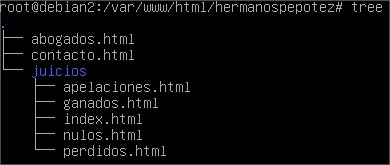 root@debian2:/var/www/html/hermanospepotez# tree
.
├── abogados.html
├── contacto.html
└── juicios
    ├── apelaciones.html
    ├── ganados.html
    ├── index.html
    ├── nulos.html
    └── perdidos.html